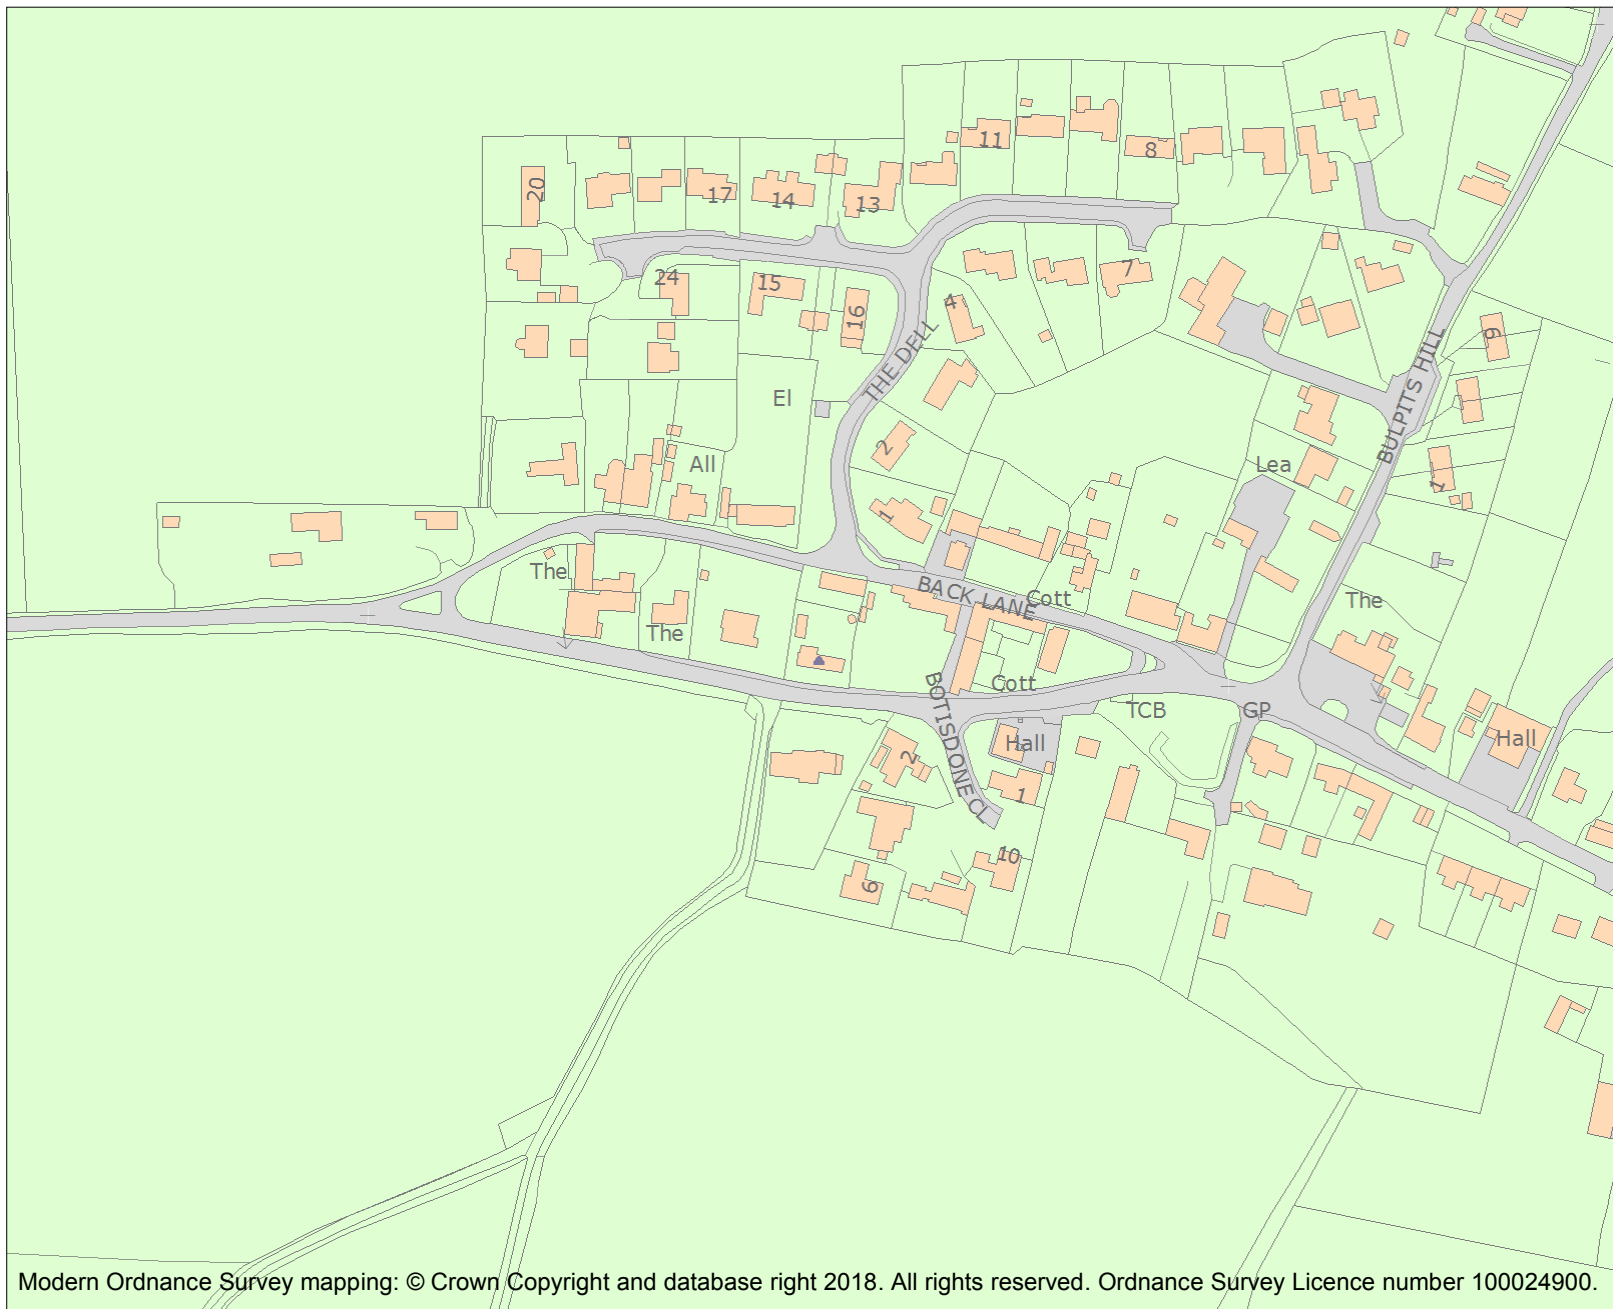 11
8
20
17
14
13
24
15
16
7
4
THE DELL
BULPITS HILL
9
El
2
All
Lea
1
1
The
BACK LANE
Cott
The
The
BOTISDONE CL
Cott
TCB
GP
Hall
Hall
2
1
10
6
Modern Ordnance Survey mapping: © Crown Copyright and database right 2018. All rights reserved. Ordnance Survey Licence number 100024900.